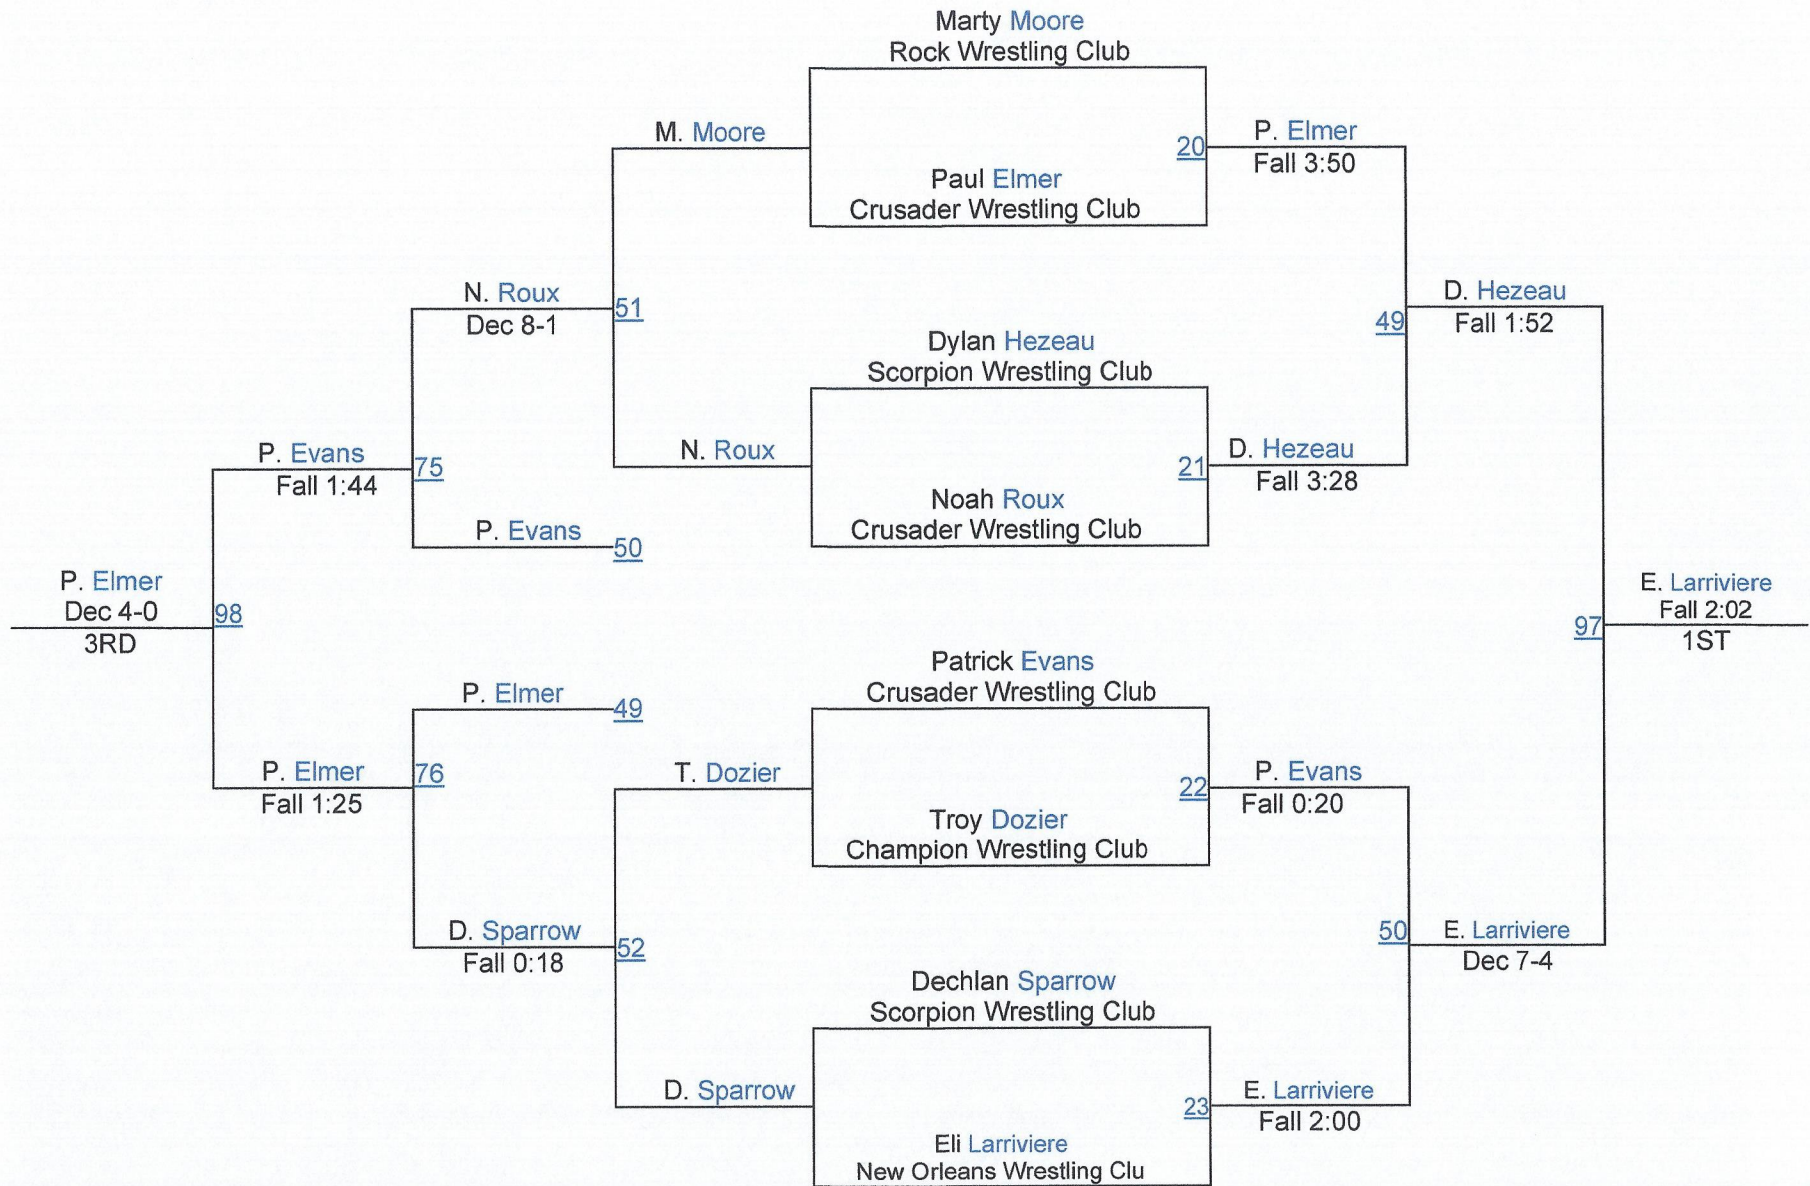 Marty Moore
Rock Wrestling Club
M. Moore
20
P. Elmer
Fall 3:50
Paul Elmer
Crusader Wrestling Club
N. Roux
Dec 8-1
51
D. Hezeau
Fall 1:52
49
Dylan Hezeau
Scorpion Wrestling Club
P. Evans
Fall 1:44
75
N. Roux
21
D. Hezeau
Fall 3:28
Noah Roux
Crusader Wrestling Club
P. Evans
50
P. Elmer
Dec 4-0
3RD
98
97
E. Larriviere
Fall 2:02
1ST
Patrick Evans
Crusader Wrestling Club
P. Elmer
49
P. Elmer
Fall 1:25
76
T. Dozier
22
P. Evans
Fall 0:20
Troy Dozier
Champion Wrestling Club
D. Sparrow
Fall 0:18
52
50
E. Larriviere
Dec 7-4
Dechlan Sparrow
Scorpion Wrestling Club
D. Sparrow
23
E. Larriviere
Fall 2:00
Eli Larriviere
New Orleans Wrestling Clu